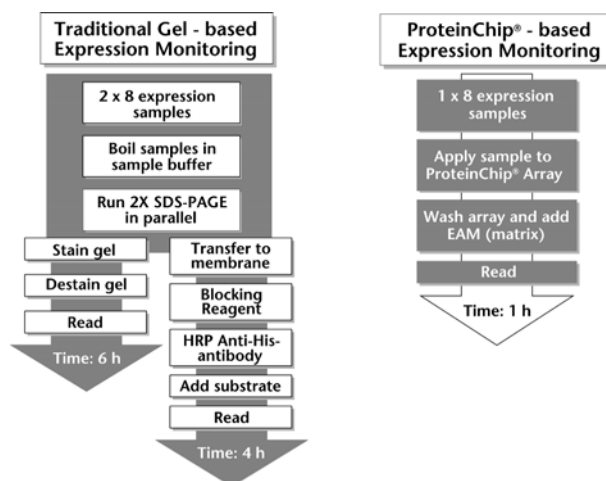 Traditional Gel - based
Expression Monitoring
2 x 8 expression
samples
Boil samples in
sample buffer
Run 2X SDS-PAGE
in parallel
Stain gel
Destain gel
Read
Time: 6 h
Transfer to
membrane
Blocking
Reagent
HRP Anti-His-
antibody
Add substrate
Read
Time: 4 h
ProteinChip® - based
Expression Monitoring
1 x 8 expression
samples
Apply sample to
ProteinChip® Array
Wash array and add
EAM (matrix)
Read
Time: 1 h